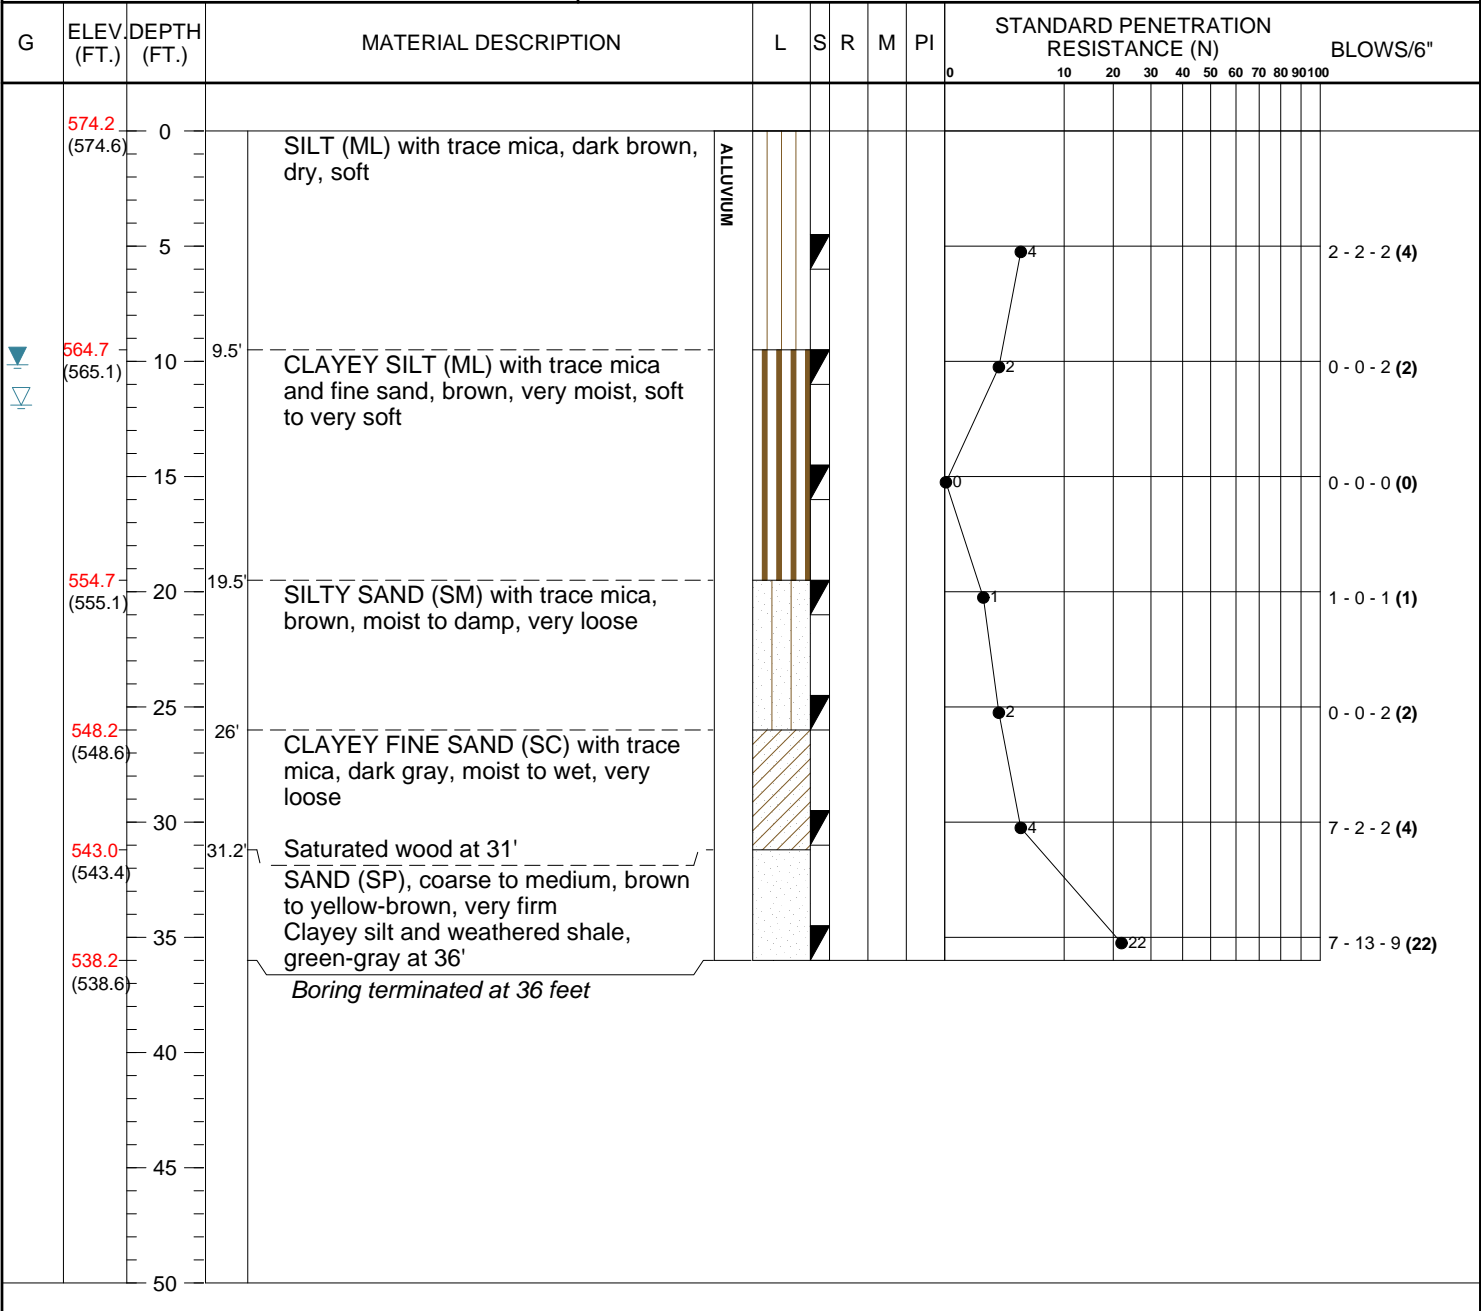 G
ELEV. (FT.)
DEPTH (FT.)
MATERIAL DESCRIPTION
L
S
R
M
PI
STANDARD PENETRATION
RESISTANCE (N)
BLOWS/6"
0 10 20 30 40 50 60 70 80 90 100
574.2
(574.6)
0
SILT (ML) with trace mica, dark brown,
dry, soft
ALLUVIUM
5
4
2 - 2 - 2 (4)
564.7
(565.1)
9.5'
10
CLAYEY SILT (ML) with trace mica
and fine sand, brown, very moist, soft
to very soft
2
0 - 0 - 2 (2)
15
0
0 - 0 - 0 (0)
554.7
(555.1)
19.5'
20
SILTY SAND (SM) with trace mica,
brown, moist to damp, very loose
1
1 - 0 - 1 (1)
25
2
0 - 0 - 2 (2)
548.2
(548.6)
26'
CLAYEY FINE SAND (SC) with trace
mica, dark gray, moist to wet, very
loose
30
4
7 - 2 - 2 (4)
543.0
(543.4)
31.2'
Saturated wood at 31'
SAND (SP), coarse to medium, brown
to yellow-brown, very firm
Clayey silt and weathered shale,
green-gray at 36'
35
22
7 - 13 - 9 (22)
538.2
(538.6)
Boring terminated at 36 feet
40
45
50